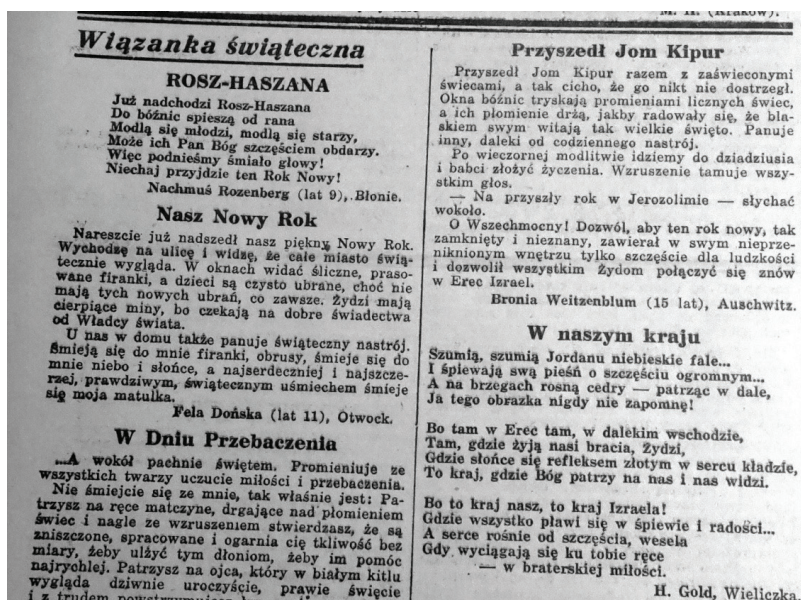 M. H. (Kraków).
Wiązanka świąteczna
ROSZ-HASZANA
Już nadchodzi Rosz-Haszana
Do bóżnic spieszą od rana
Modlą się młodzi, modlą się starzy,
Może ich Pan Bóg szczęściem obdarzy.
Więc podnieśmy śmiało głowy!
Niechaj przyjdzie ten Rok Nowy!
Nachmuś Rozenberg (lat 9), Błonie.
Nasz Nowy Rok
Nareszcie już nadszedł nasz piękny Nowy Rok.
Wychodzę na ulicę i widzę, że całe miasto świą-
tecznie wygląda. W oknach widać śliczne, praso-
wane firanki, a dzieci są czysto ubrane, choć nie
mają tych nowych ubrań, co zawsze. Żydzi mają
cierpiące miny, bo czekają na dobre świadectwa
od Władcy świata.
U nas w domu także panuje świąteczny nastrój.
Śmieją się do mnie firanki, obrusy, śmieje się do
mnie niebo i słońce, a najserdeczniej i najszcze-
rzej, prawdziwym, świątecznym uśmiechem śmieje
się moja matulka.
Fela Dońska (lat 11), Otwock.
W Dniu Przebaczenia
...A wokół pachnie świętem. Promieniuje ze
wszystkich twarzy uczucie miłości i przebaczenia.
Nie śmiejcie się ze mnie, tak właśnie jest: Pa-
trzysz na ręce matczyne, drgające nad płomieniem
świec i nagle ze wzruszeniem stwierdzasz, że są
zniszczone, spracowane i ogarnia cię tkliwość bez
miary, żeby ulżyć tym dłoniom, żeby im pomóc
najrychlej. Patrzysz na ojca, który w białym kitlu
wygląda dziwnie uroczyście, prawie święcie
i z trudem
Przyszedł Jom Kipur
Przyszedł Jom Kipur razem z zaświeconymi
świecami, a tak cicho, że go nikt nie dostrzegł.
Okna bóżnic tryskają promieniami licznych świec,
a ich płomienie drżą, jakby radowały się, że bla-
skiem swym witają tak wielkie święto. Panuje
inny, daleki od codziennego nastrój.
Po wieczornej modlitwie idziemy do dziadziusia
i babci złożyć życzenia. Wzruszenie tamuje wszy-
stkim głos.
— Na przyszły rok w Jerozolimie — słychać
wokoło.
O Wszechmocny! Dozwól, aby ten rok nowy, tak
zamknięty i nieznany, zawierał w swym nieprze-
niknionym wnętrzu tylko szczęście dla ludzkości
i dozwolił wszystkim Żydom połączyć się znów
w Erec Izrael.
Bronia Weitzenblum (15 lat), Auschwitz.
W naszym kraju
Szumią, szumią Jordanu niebieskie fale...
I śpiewają swą pieśń o szczęściu ogromnym...
A na brzegach rosną cedry — patrząc w dale,
Ja tego obrazka nigdy nie zapomnę!
Bo tam w Erec tam, w dalekim wschodzie,
Tam, gdzie żyją nasi bracia, Żydzi,
Gdzie słońce się refleksem złotym w sercu kładzie,
To kraj, gdzie Bóg patrzy na nas i nas widzi.
Bo to kraj nasz, to kraj Izraela!
Gdzie wszystko pławi się w śpiewie i radości...
A serce rośnie od szczęścia, wesela
Gdy wyciągają się ku tobie ręce
— w braterskiej miłości.
H. Gold, Wieliczka.